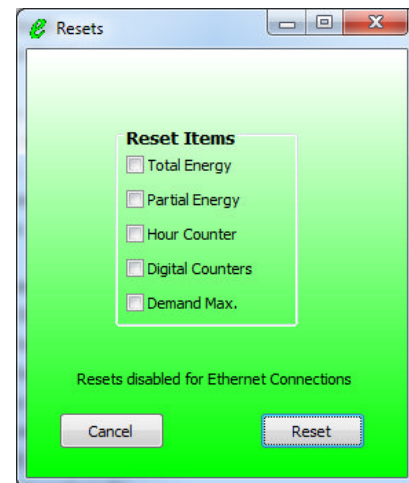 Resets
Reset Items
Total Energy
Partial Energy
Hour Counter
Digital Counters
Demand Max.
Resets disabled for Ethernet Connections
Cancel Reset